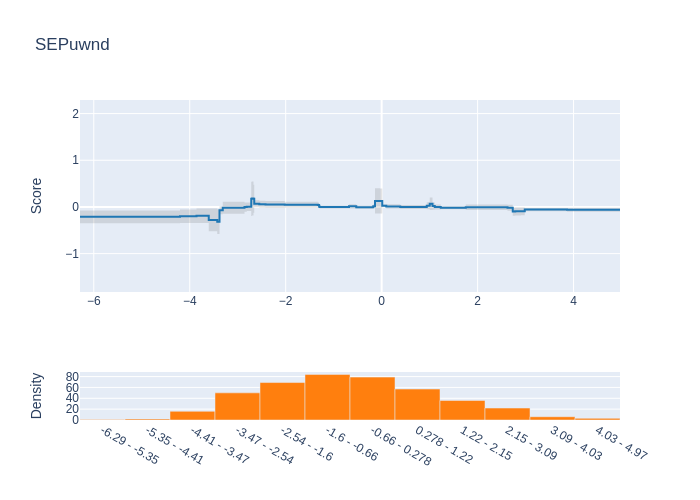 SEPuwnd
Score
2
1
0
−1
−6
−4
−2
0
2
4
Density
80
60
40
20
0
-6.29 - -5.35
-5.35 - -4.41
-4.41 - -3.47
-3.47 - -2.54
-2.54 - -1.6
-1.6 - -0.66
-0.66 - 0.278
0.278 - 1.22
1.22 - 2.15
2.15 - 3.09
3.09 - 4.03
4.03 - 4.97